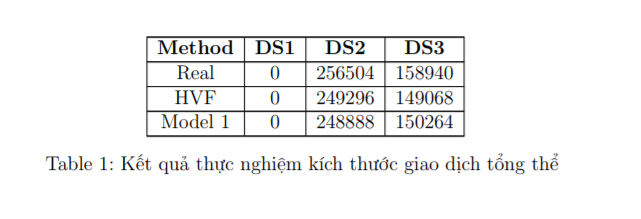 Method DS1 DS2 DS3
Real 0 256504 158940
HVF 0 249296 149068
Model 1 0 248888 150264
Table 1: Kết quả thực nghiệm kích thước giao dịch tổng thể